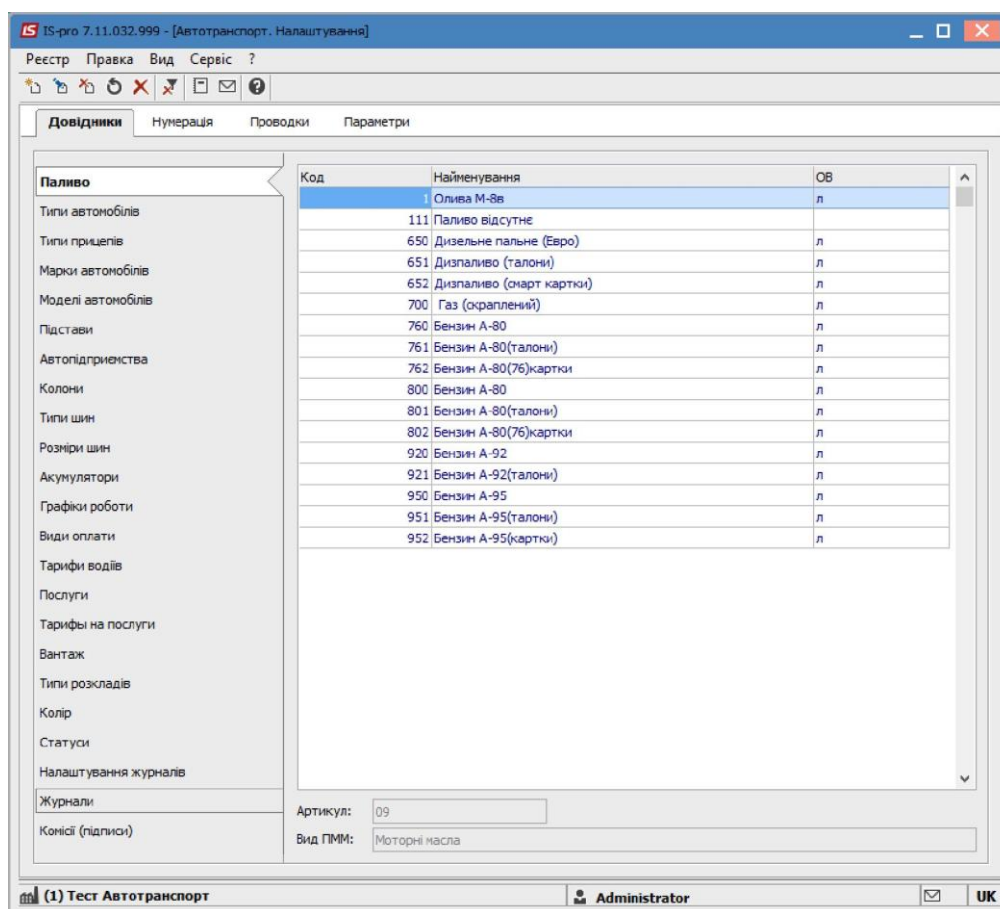 IS-pro 7.11.032.999 - [Автотранспорт. Налаштування]
Реєстр Правка Вид Сервіс ?
Довідники Нумерація Проводки Параметри
Паливо
Типи автомобілів
Типи прицепів
Марки автомобілів
Моделі автомобілів
Підстави
Автопідприємства
Колони
Типи шин
Розміри шин
Акумулятори
Графіки роботи
Види оплати
Тарифи водіїв
Послуги
Тарифы на послуги
Вантаж
Типи розкладів
Колір
Статуси
Налаштування журналів
Журнали
Комісії (підписи)
Код Найменування ОВ
1 Олива М-8в л
111 Паливо відсутнє
650 Дизельне пальне (Евро) л
651 Дизпаливо (талони) л
652 Дизпаливо (смарт картки) л
700 Газ (скраплений) л
760 Бензин А-80 л
761 Бензин А-80(талони) л
762 Бензин А-80(76)картки л
800 Бензин А-80 л
801 Бензин А-80(талони) л
802 Бензин А-80(76)картки л
920 Бензин А-92 л
921 Бензин А-92(талони) л
950 Бензин А-95 л
951 Бензин А-95(талони) л
952 Бензин А-95(картки) л
Артикул: 09
Вид ПММ: Моторні масла
(1) Тест Автотранспорт Administrator UK